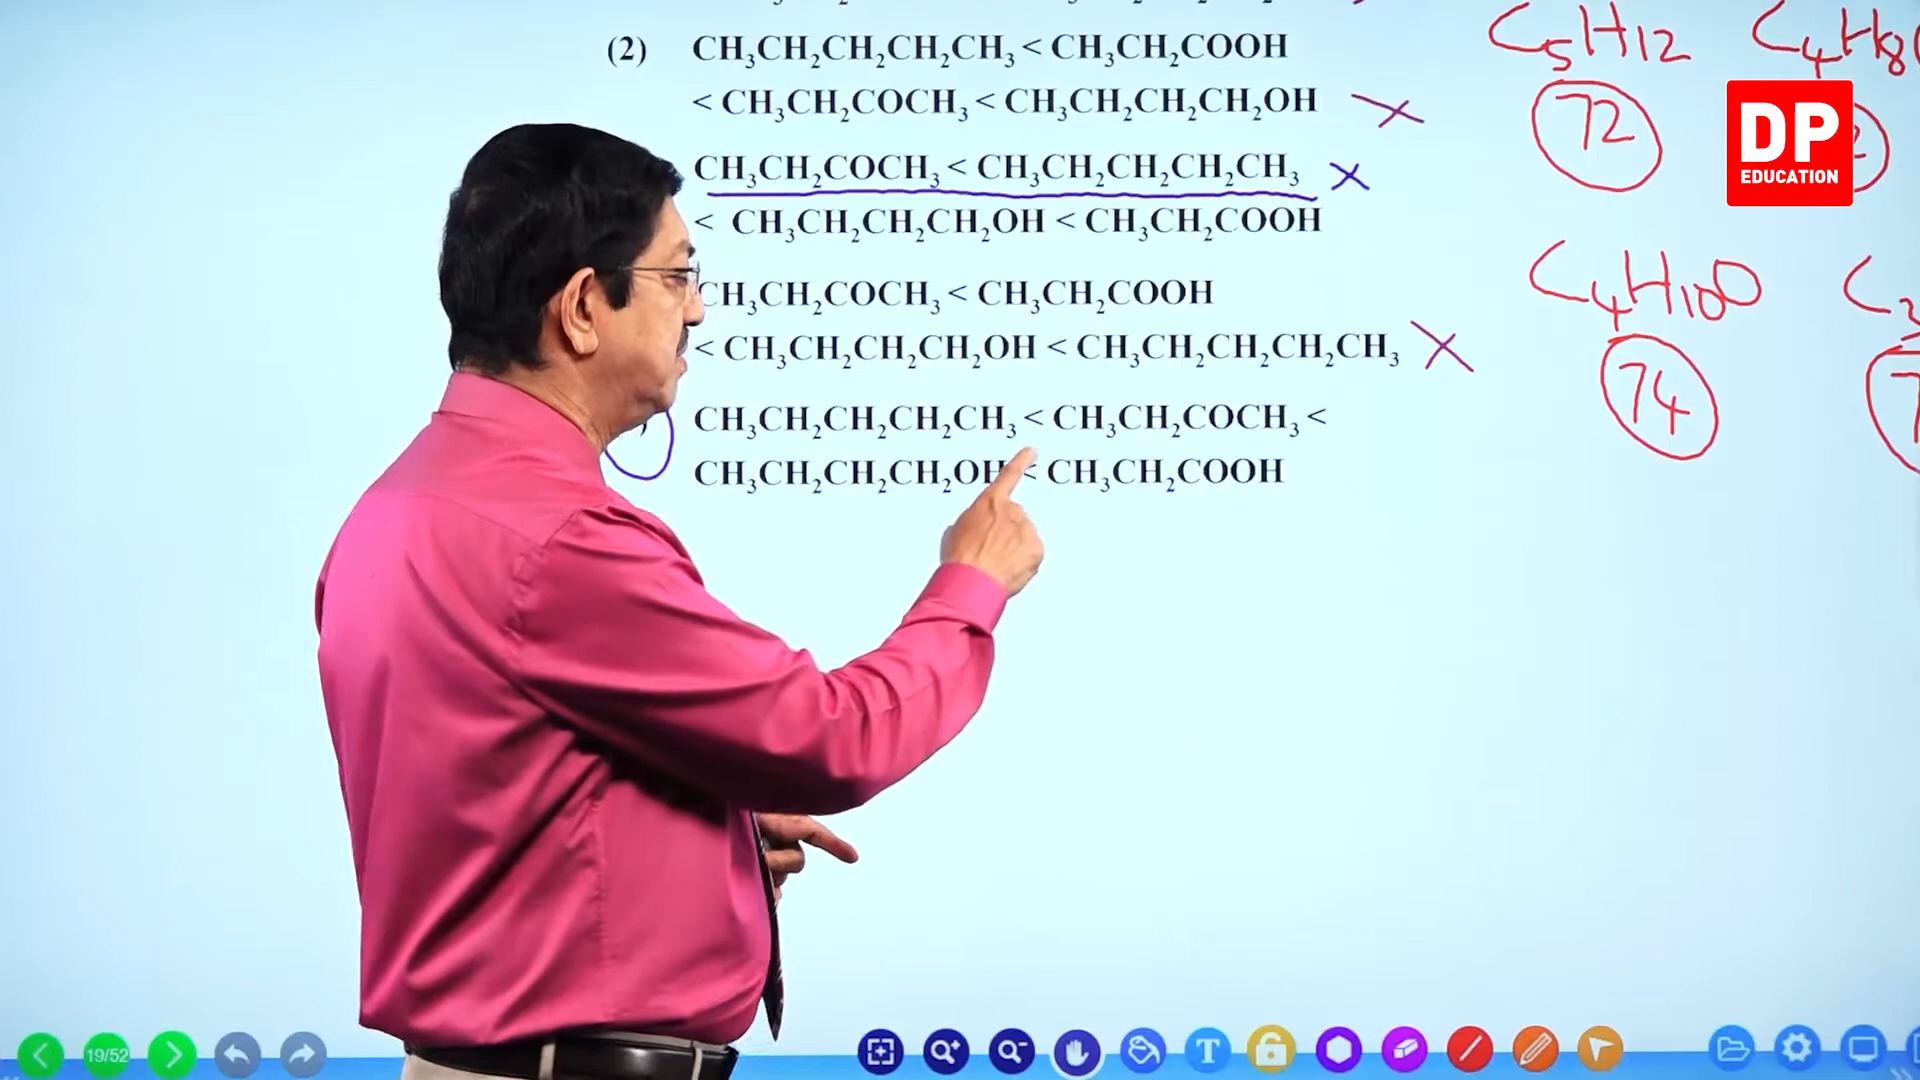 (2) CH₃CH₂CH₂CH₂CH₃ < CH₃CH₂COOH
< CH₃CH₂COCH₃ < CH₃CH₂CH₂CH₂OH
CH₃CH₂COCH₃ < CH₃CH₂CH₂CH₂CH₃
< CH₃CH₂CH₂CH₂OH < CH₃CH₂COOH
CH₃CH₂COCH₃ < CH₃CH₂COOH
< CH₃CH₂CH₂CH₂OH < CH₃CH₂CH₂CH₂CH₃
CH₃CH₂CH₂CH₂CH₃ < CH₃CH₂COCH₃ <
CH₃CH₂CH₂CH₂OH < CH₃CH₂COOH
C₅H₁₂ C₄H₈
72
DP
EDUCATION
C₄H₁₀O
74
19/52
T